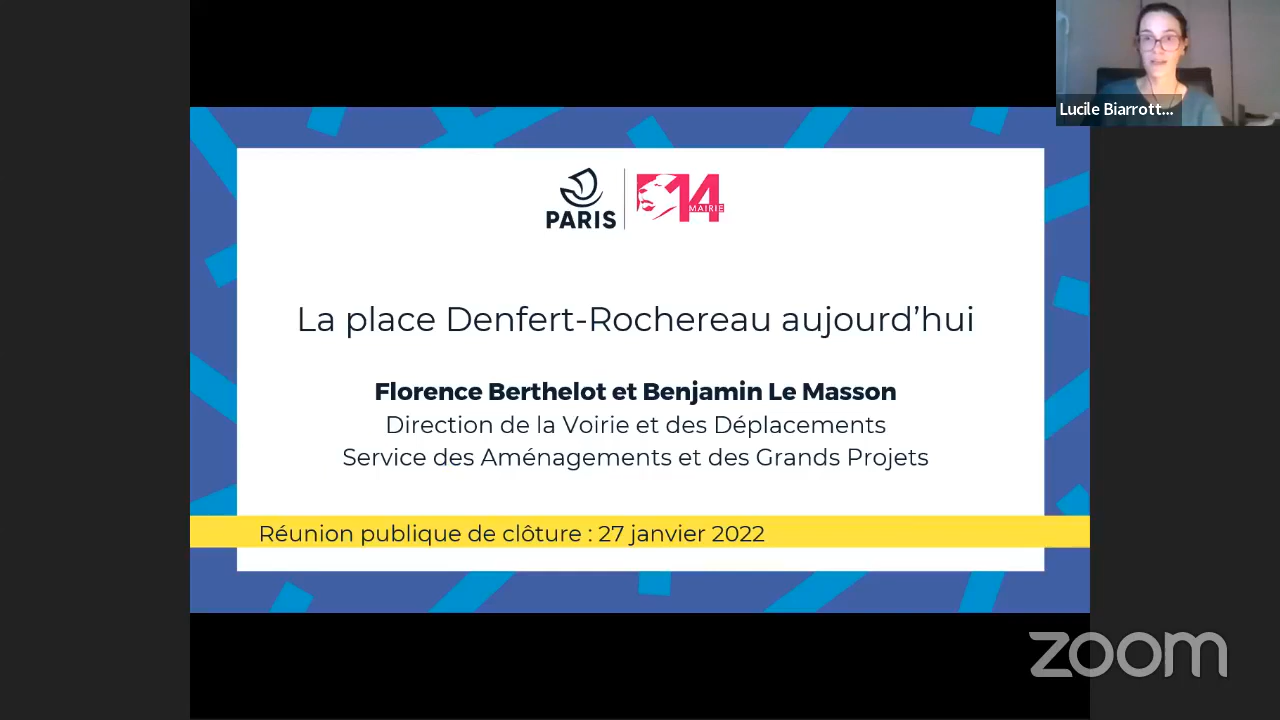 Lucile Biarrott...
PARIS
14
MAIRIE
La place Denfert-Rochereau aujourd’hui
Florence Berthelot et Benjamin Le Masson
Direction de la Voirie et des Déplacements
Service des Aménagements et des Grands Projets
Réunion publique de clôture : 27 janvier 2022
zoom